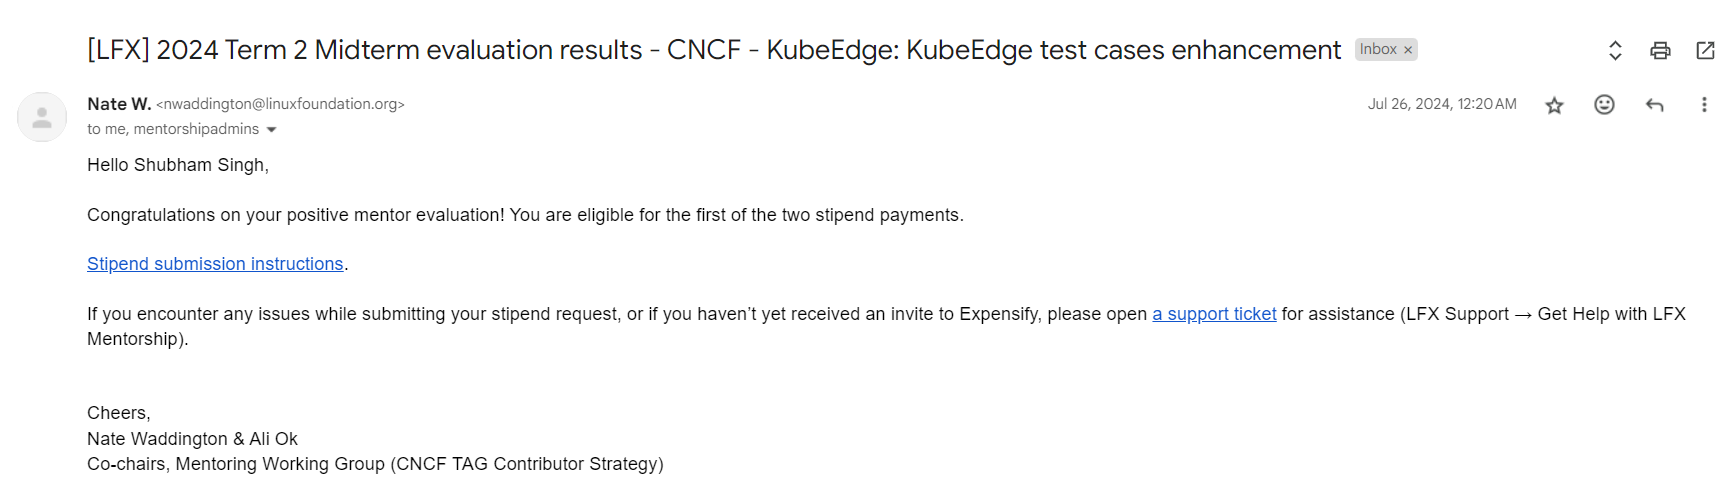 [LFX] 2024 Term 2 Midterm evaluation results - CNCF - KubeEdge: KubeEdge test cases enhancement Inbox ×
Nate W. <nwaddington@linuxfoundation.org> Jul 26, 2024, 12:20 AM
to me, mentorshipadmins
Hello Shubham Singh,
Congratulations on your positive mentor evaluation! You are eligible for the first of the two stipend payments.
Stipend submission instructions.
If you encounter any issues while submitting your stipend request, or if you haven’t yet received an invite to Expensify, please open a support ticket for assistance (LFX Support → Get Help with LFX
Mentorship).
Cheers,
Nate Waddington & Ali Ok
Co-chairs, Mentoring Working Group (CNCF TAG Contributor Strategy)